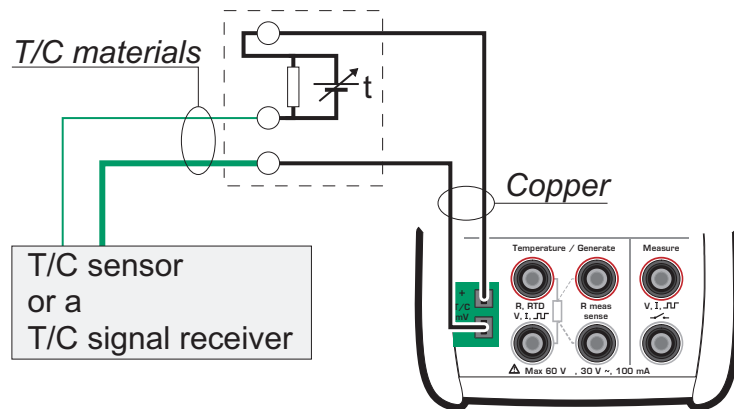 T/C materials
t
Copper
T/C sensor
or a
T/C signal receiver
Temperature / Generate
Measure
+
T/C
mV
R, RTD
V, I,
R meas
sense
V, I,
Max 60 V , 30 V ~, 100 mA